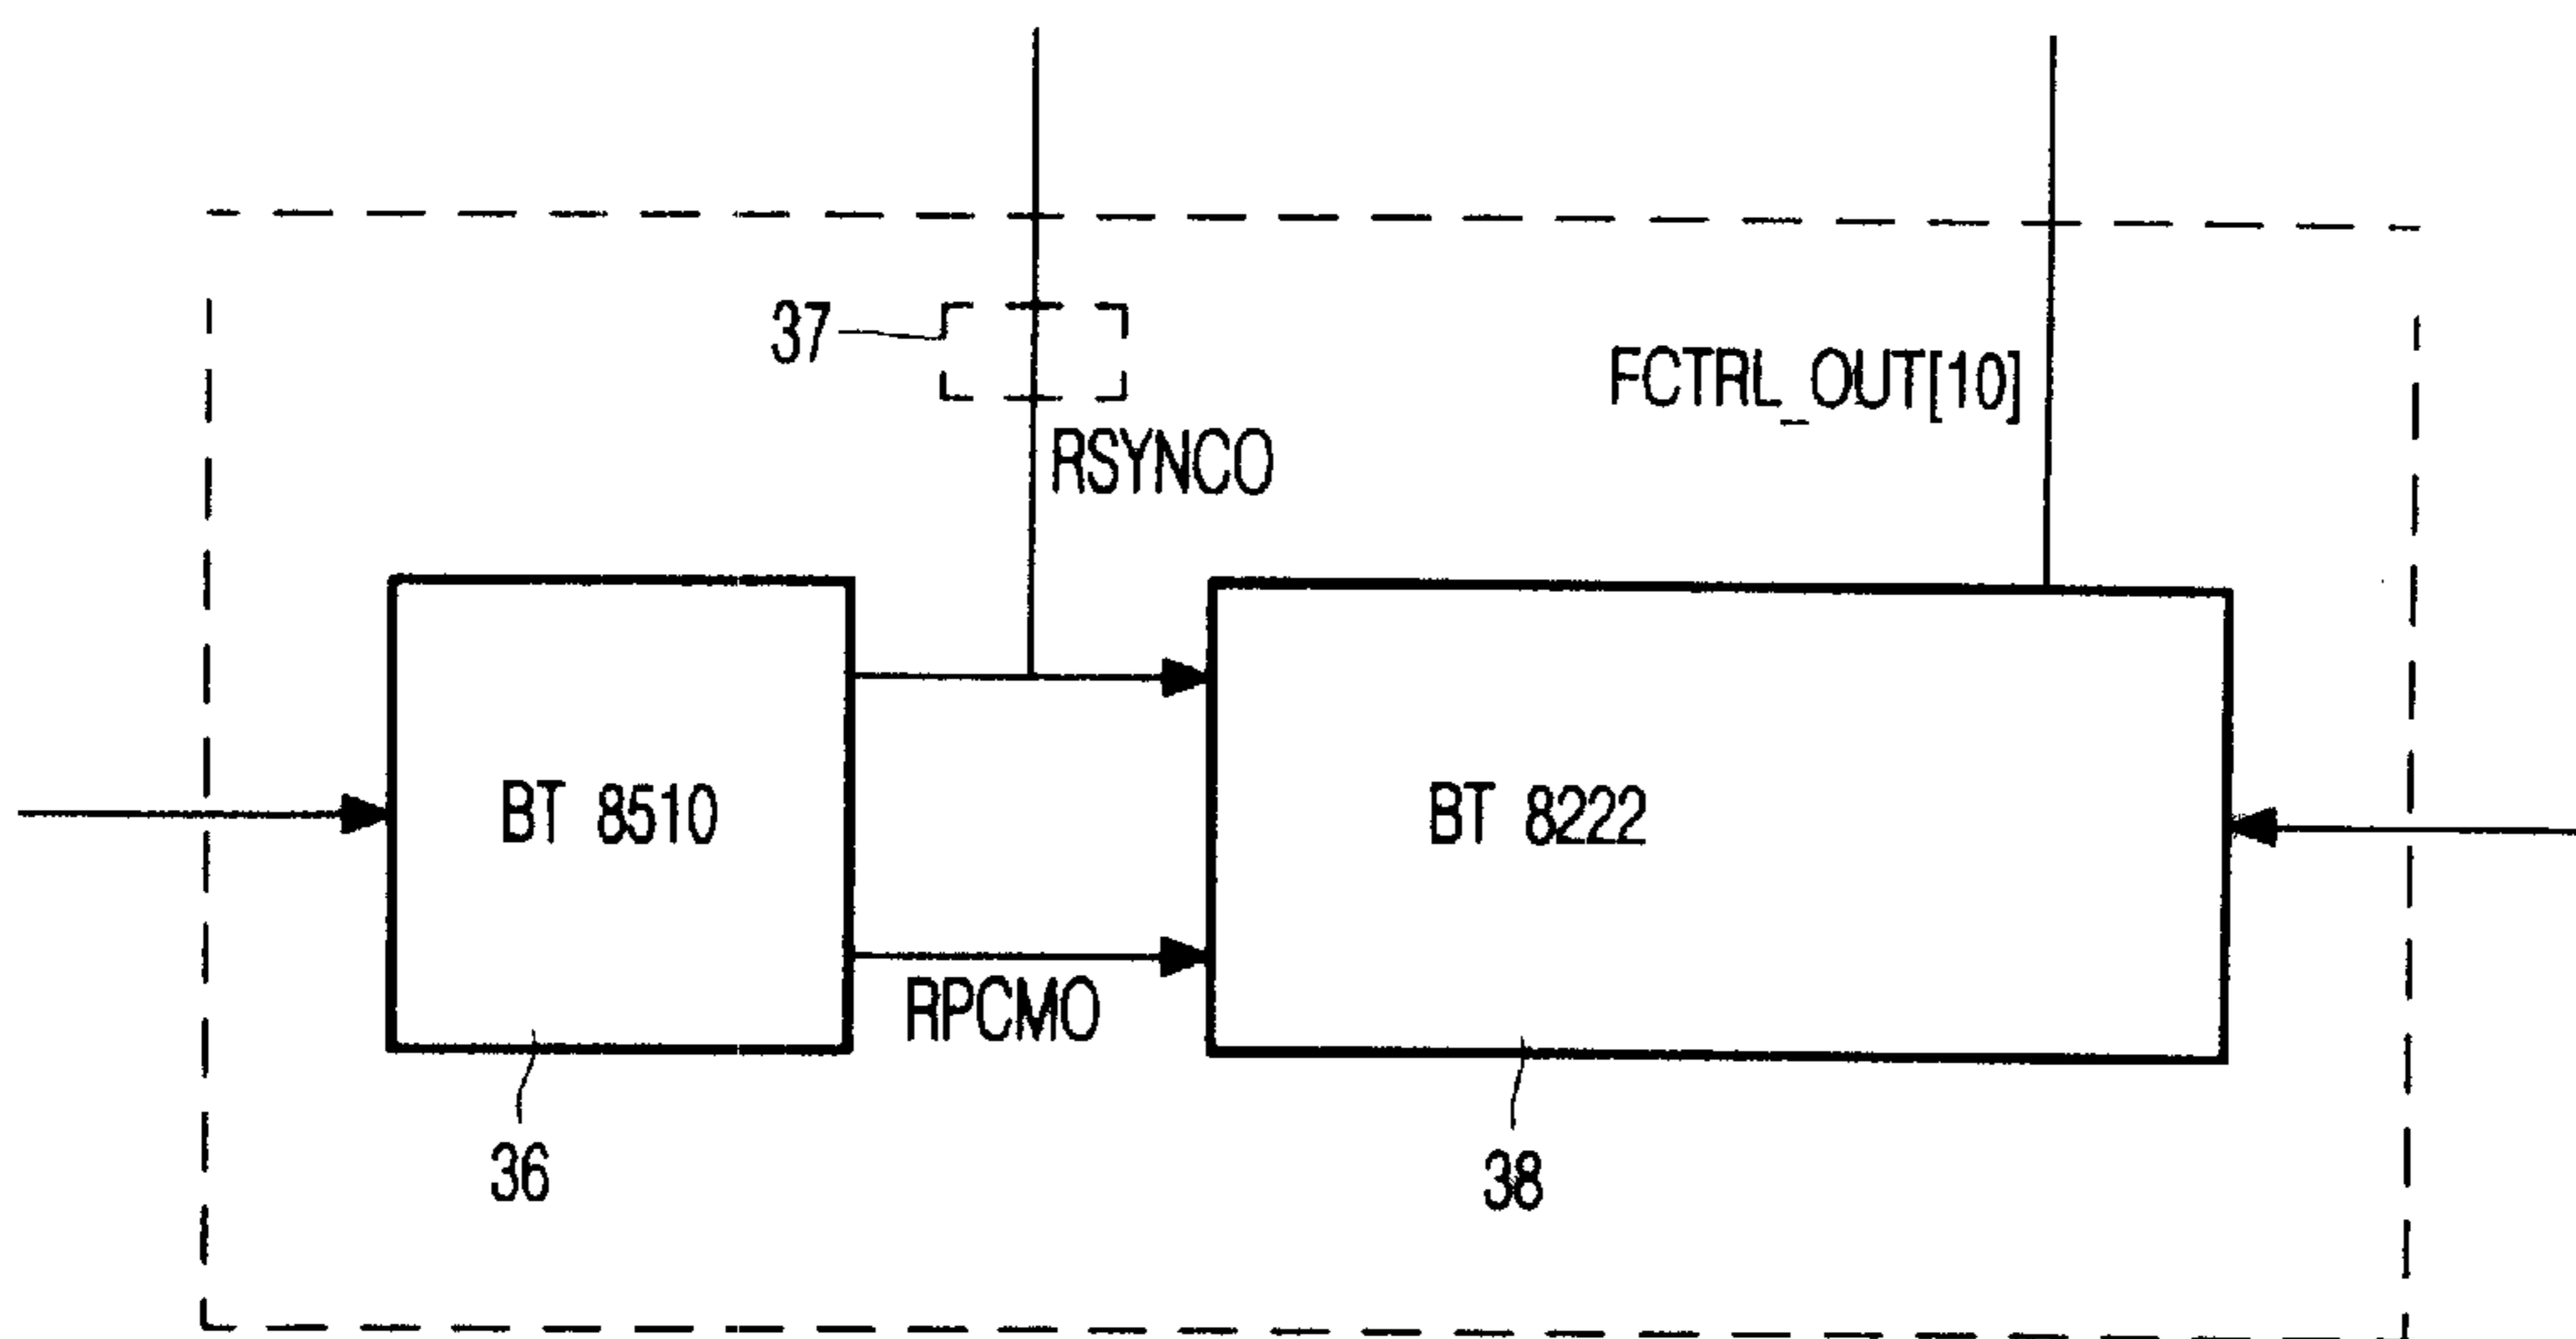 37
FCTRL_OUT[10]
RSYNCO
BT 8510
BT 8222
RPCMO
36
38